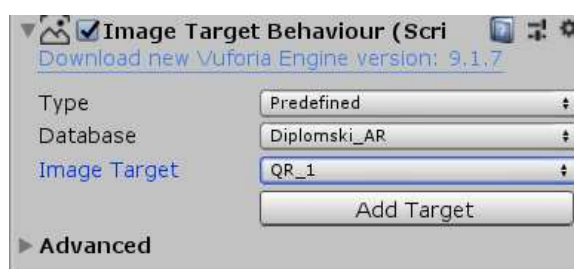 Image Target Behaviour (Scri
Download new Vuforia Engine version: 9.1.7
Type Predefined
Database Diplomski_AR
Image Target QR_1
Add Target
Advanced